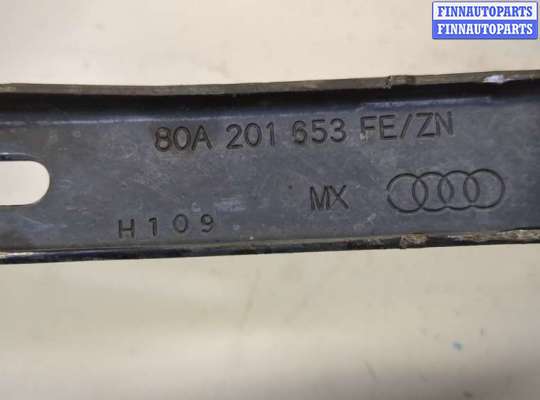 FINNAUTOPARTS
FINNAUTOPARTS
80A 201 653 FE/ZN
MX
H109